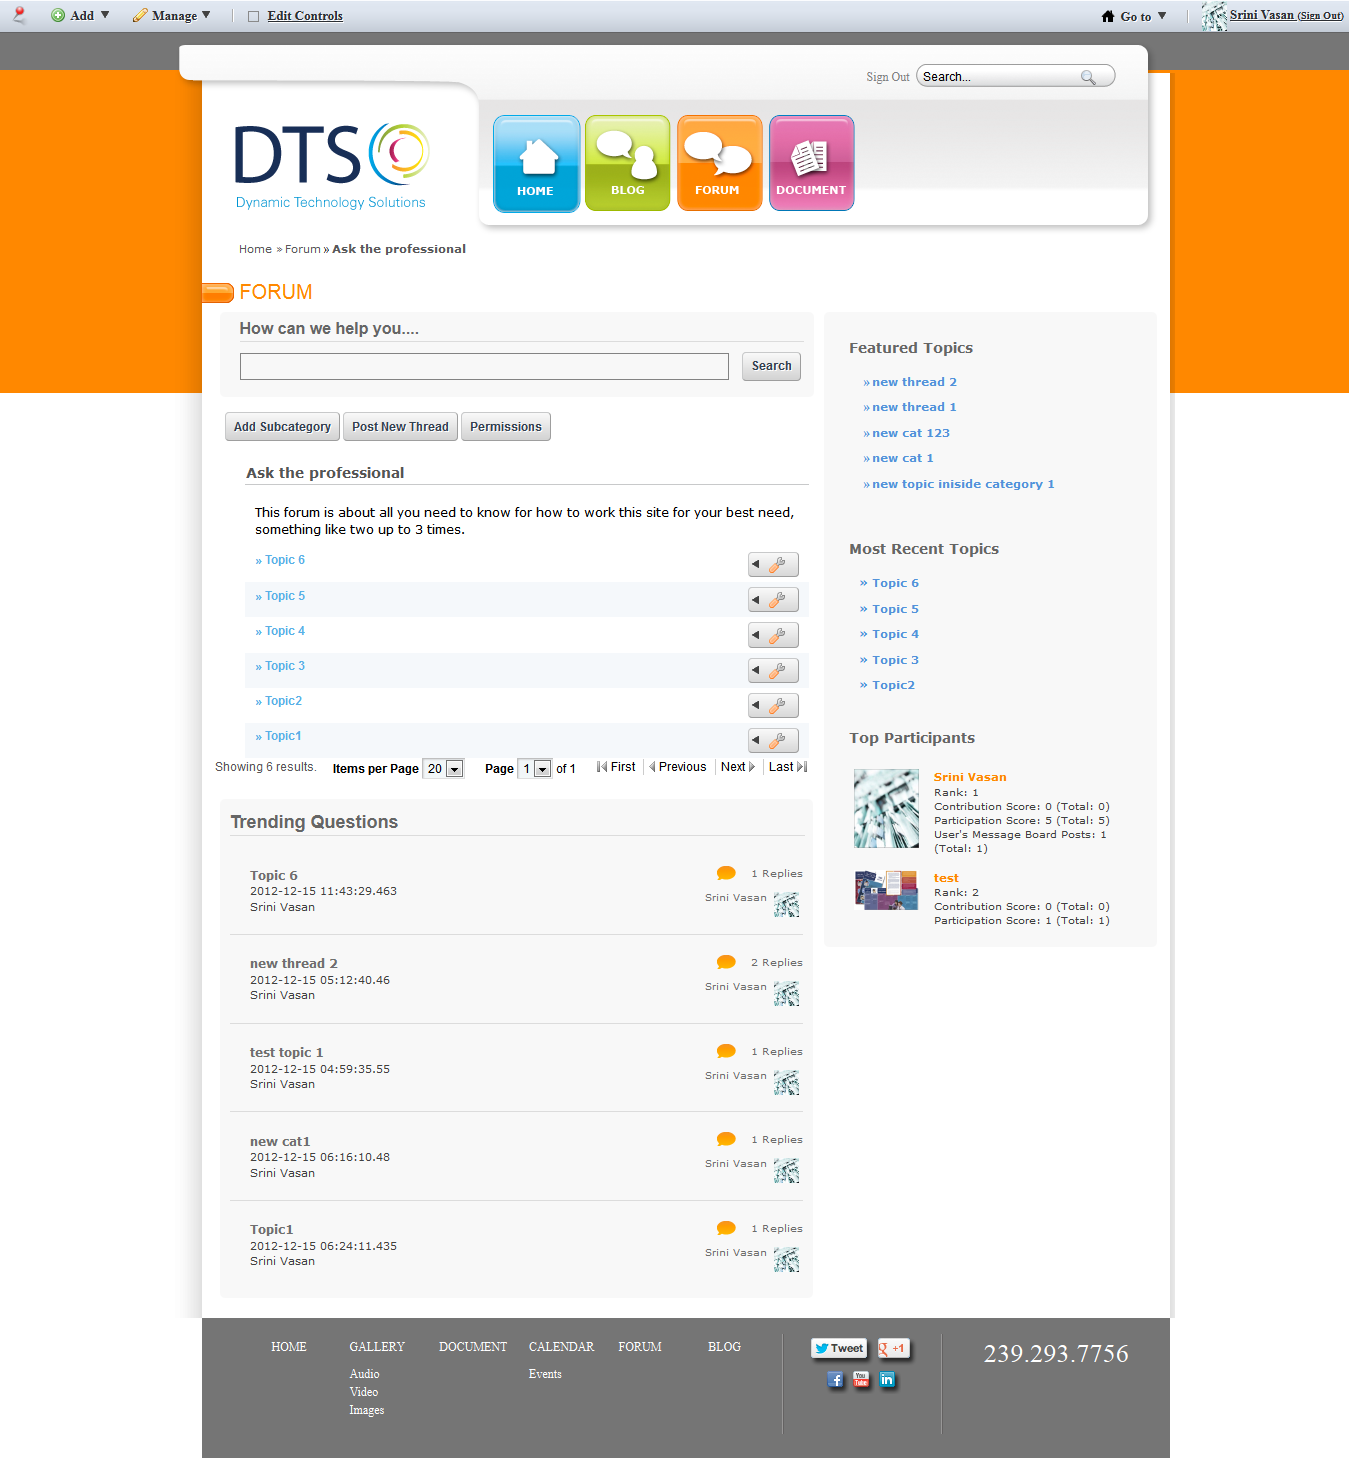 Add Manage Edit Controls Go to Srini Vasan (Sign Out)
Sign Out Search...
DTS
Dynamic Technology Solutions
HOME BLOG FORUM DOCUMENT
Home » Forum » Ask the professional
FORUM
How can we help you....
Search
Add Subcategory Post New Thread Permissions
Ask the professional
This forum is about all you need to know for how to work this site for your best need,
something like two up to 3 times.
» Topic 6
» Topic 5
» Topic 4
» Topic 3
» Topic2
» Topic1
Showing 6 results. Items per Page 20 Page 1 of 1 First Previous Next Last
Trending Questions
Topic 6
2012-12-15 11:43:29.463
Srini Vasan
1 Replies
Srini Vasan
new thread 2
2012-12-15 05:12:40.46
Srini Vasan
2 Replies
Srini Vasan
test topic 1
2012-12-15 04:59:35.55
Srini Vasan
1 Replies
Srini Vasan
new cat1
2012-12-15 06:16:10.48
Srini Vasan
1 Replies
Srini Vasan
Topic1
2012-12-15 06:24:11.435
Srini Vasan
1 Replies
Srini Vasan
Featured Topics
» new thread 2
» new thread 1
» new cat 123
» new cat 1
» new topic iniside category 1
Most Recent Topics
» Topic 6
» Topic 5
» Topic 4
» Topic 3
» Topic2
Top Participants
Srini Vasan
Rank: 1
Contribution Score: 0 (Total: 0)
Participation Score: 5 (Total: 5)
User's Message Board Posts: 1
(Total: 1)
test
Rank: 2
Contribution Score: 0 (Total: 0)
Participation Score: 1 (Total: 1)
HOME GALLERY DOCUMENT CALENDAR FORUM BLOG
Audio Events
Video
Images
Tweet g +1
f You Tube in
239.293.7756